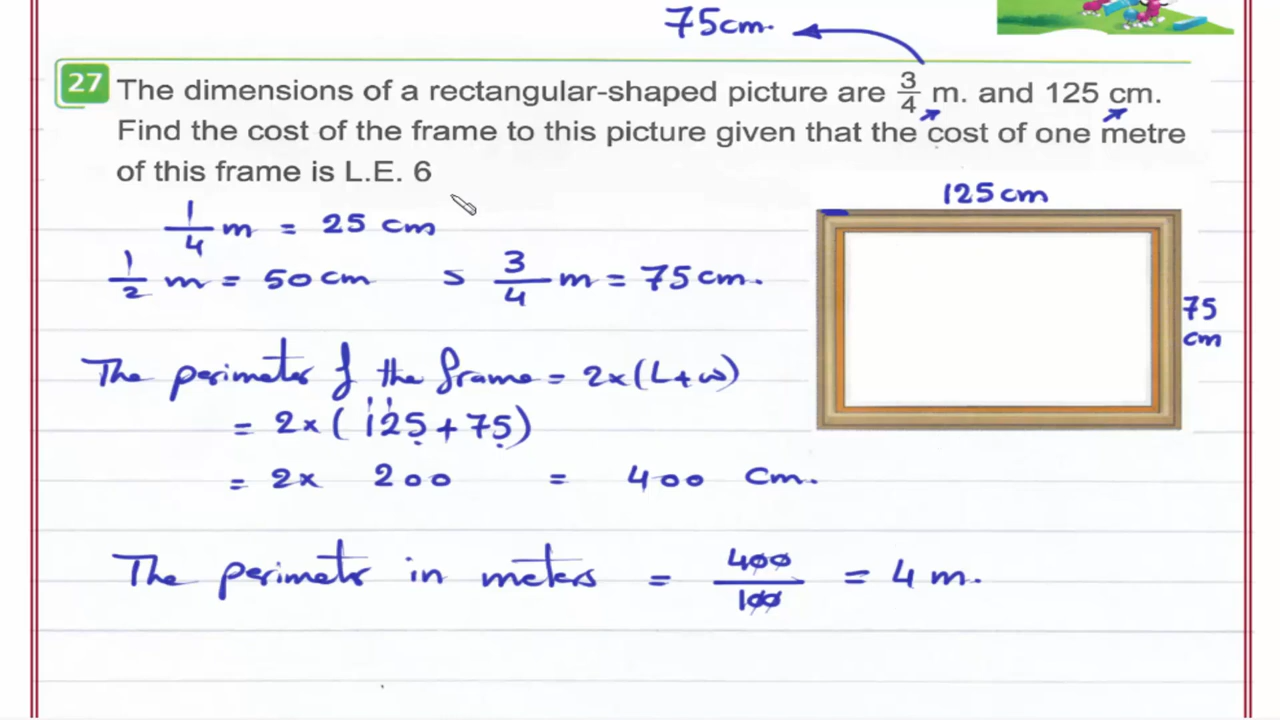 75cm.
27 The dimensions of a rectangular-shaped picture are 3/4 m. and 125 cm.
Find the cost of the frame to this picture given that the cost of one metre
of this frame is L.E. 6
125cm
1/4 m = 25 cm
1/2 m = 50 cm , 3/4 m = 75 cm.
75
cm
The perimeter of the frame = 2×(L+w)
= 2×(125+75)
= 2× 200 = 400 cm.
The perimeter in meters = 400/100 = 4 m.